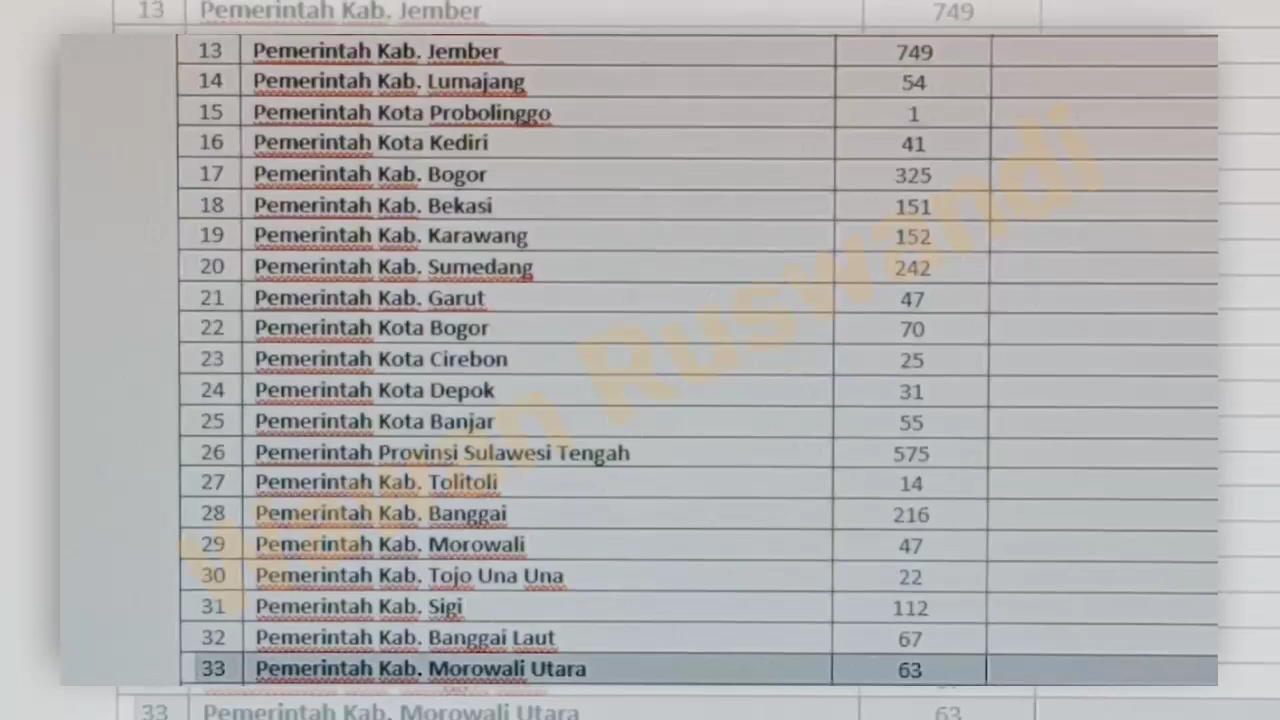 13 Pemerintah Kab. Jember 749
13 Pemerintah Kab. Jember 749
14 Pemerintah Kab. Lumajang 54
15 Pemerintah Kota Probolinggo 1
16 Pemerintah Kota Kediri 41
17 Pemerintah Kab. Bogor 325
18 Pemerintah Kab. Bekasi 151
19 Pemerintah Kab. Karawang 152
20 Pemerintah Kab. Sumedang 242
21 Pemerintah Kab. Garut 47
22 Pemerintah Kota Bogor 70
23 Pemerintah Kota Cirebon 25
24 Pemerintah Kota Depok 31
25 Pemerintah Kota Banjar 55
26 Pemerintah Provinsi Sulawesi Tengah 575
27 Pemerintah Kab. Tolitoli 14
28 Pemerintah Kab. Banggai 216
29 Pemerintah Kab. Morowali 47
30 Pemerintah Kab. Tojo Una Una 22
31 Pemerintah Kab. Sigi 112
32 Pemerintah Kab. Banggai Laut 67
33 Pemerintah Kab. Morowali Utara 63
33 Pemerintah Kab. Morowali Utara 63
Ruswandi